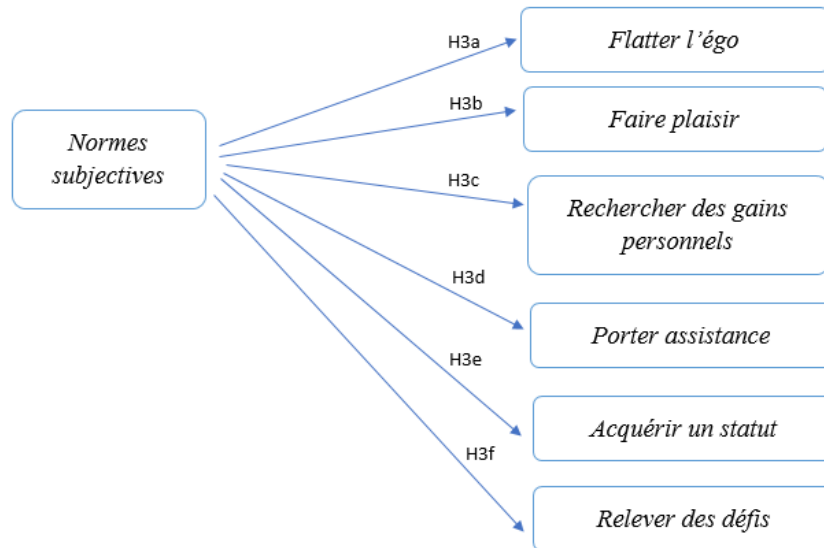 H3a
Flatter l’égo
H3b
Faire plaisir
Normes
subjectives
H3c
Rechercher des gains
personnels
H3d
Porter assistance
H3e
Acquérir un statut
H3f
Relever des défis